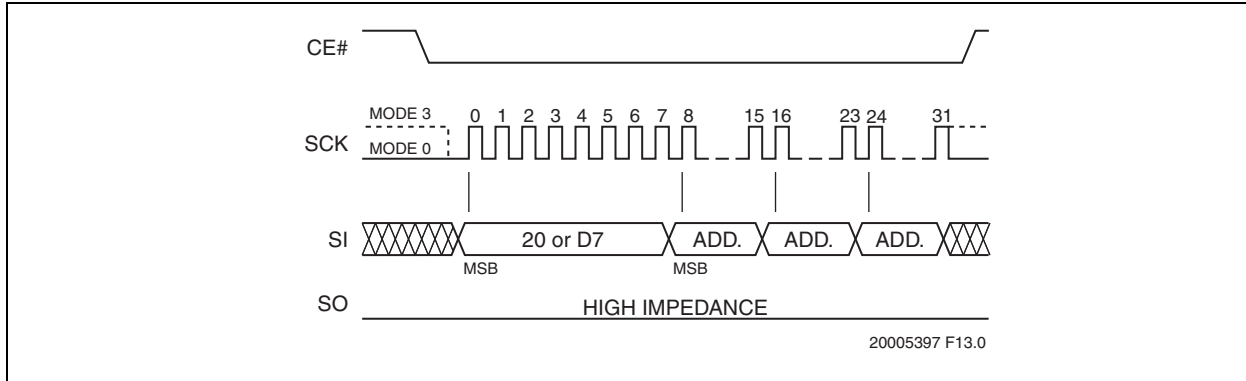 CE#
MODE 3
0 1 2 3 4 5 6 7 8 15 16 23 24 31
SCK
MODE 0
SI
20 or D7 ADD. ADD. ADD.
MSB MSB
SO
HIGH IMPEDANCE
20005397 F13.0